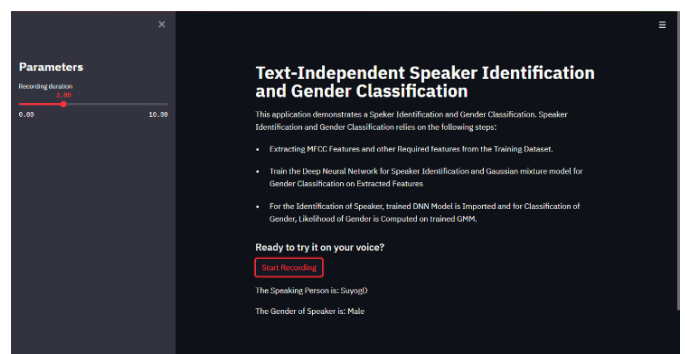 Parameters
Recording duration
3.00
0.00 10.00
Text-Independent Speaker Identification
and Gender Classification
This application demonstrates a Speker Identification and Gender Classification. Speaker
Identification and Gender Classification relies on the following steps:
• Extracting MFCC Features and other Required features from the Training Dataset.
• Train the Deep Neural Network for Speaker Identification and Gaussian mixture model for
Gender Classification on Extracted Features
• For the Identification of Speaker, trained DNN Model is Imported and for Classification of
Gender, Likelihood of Gender is Computed on trained GMM.
Ready to try it on your voice?
Start Recording
The Speaking Person is: SuyogD
The Gender of Speaker is: Male